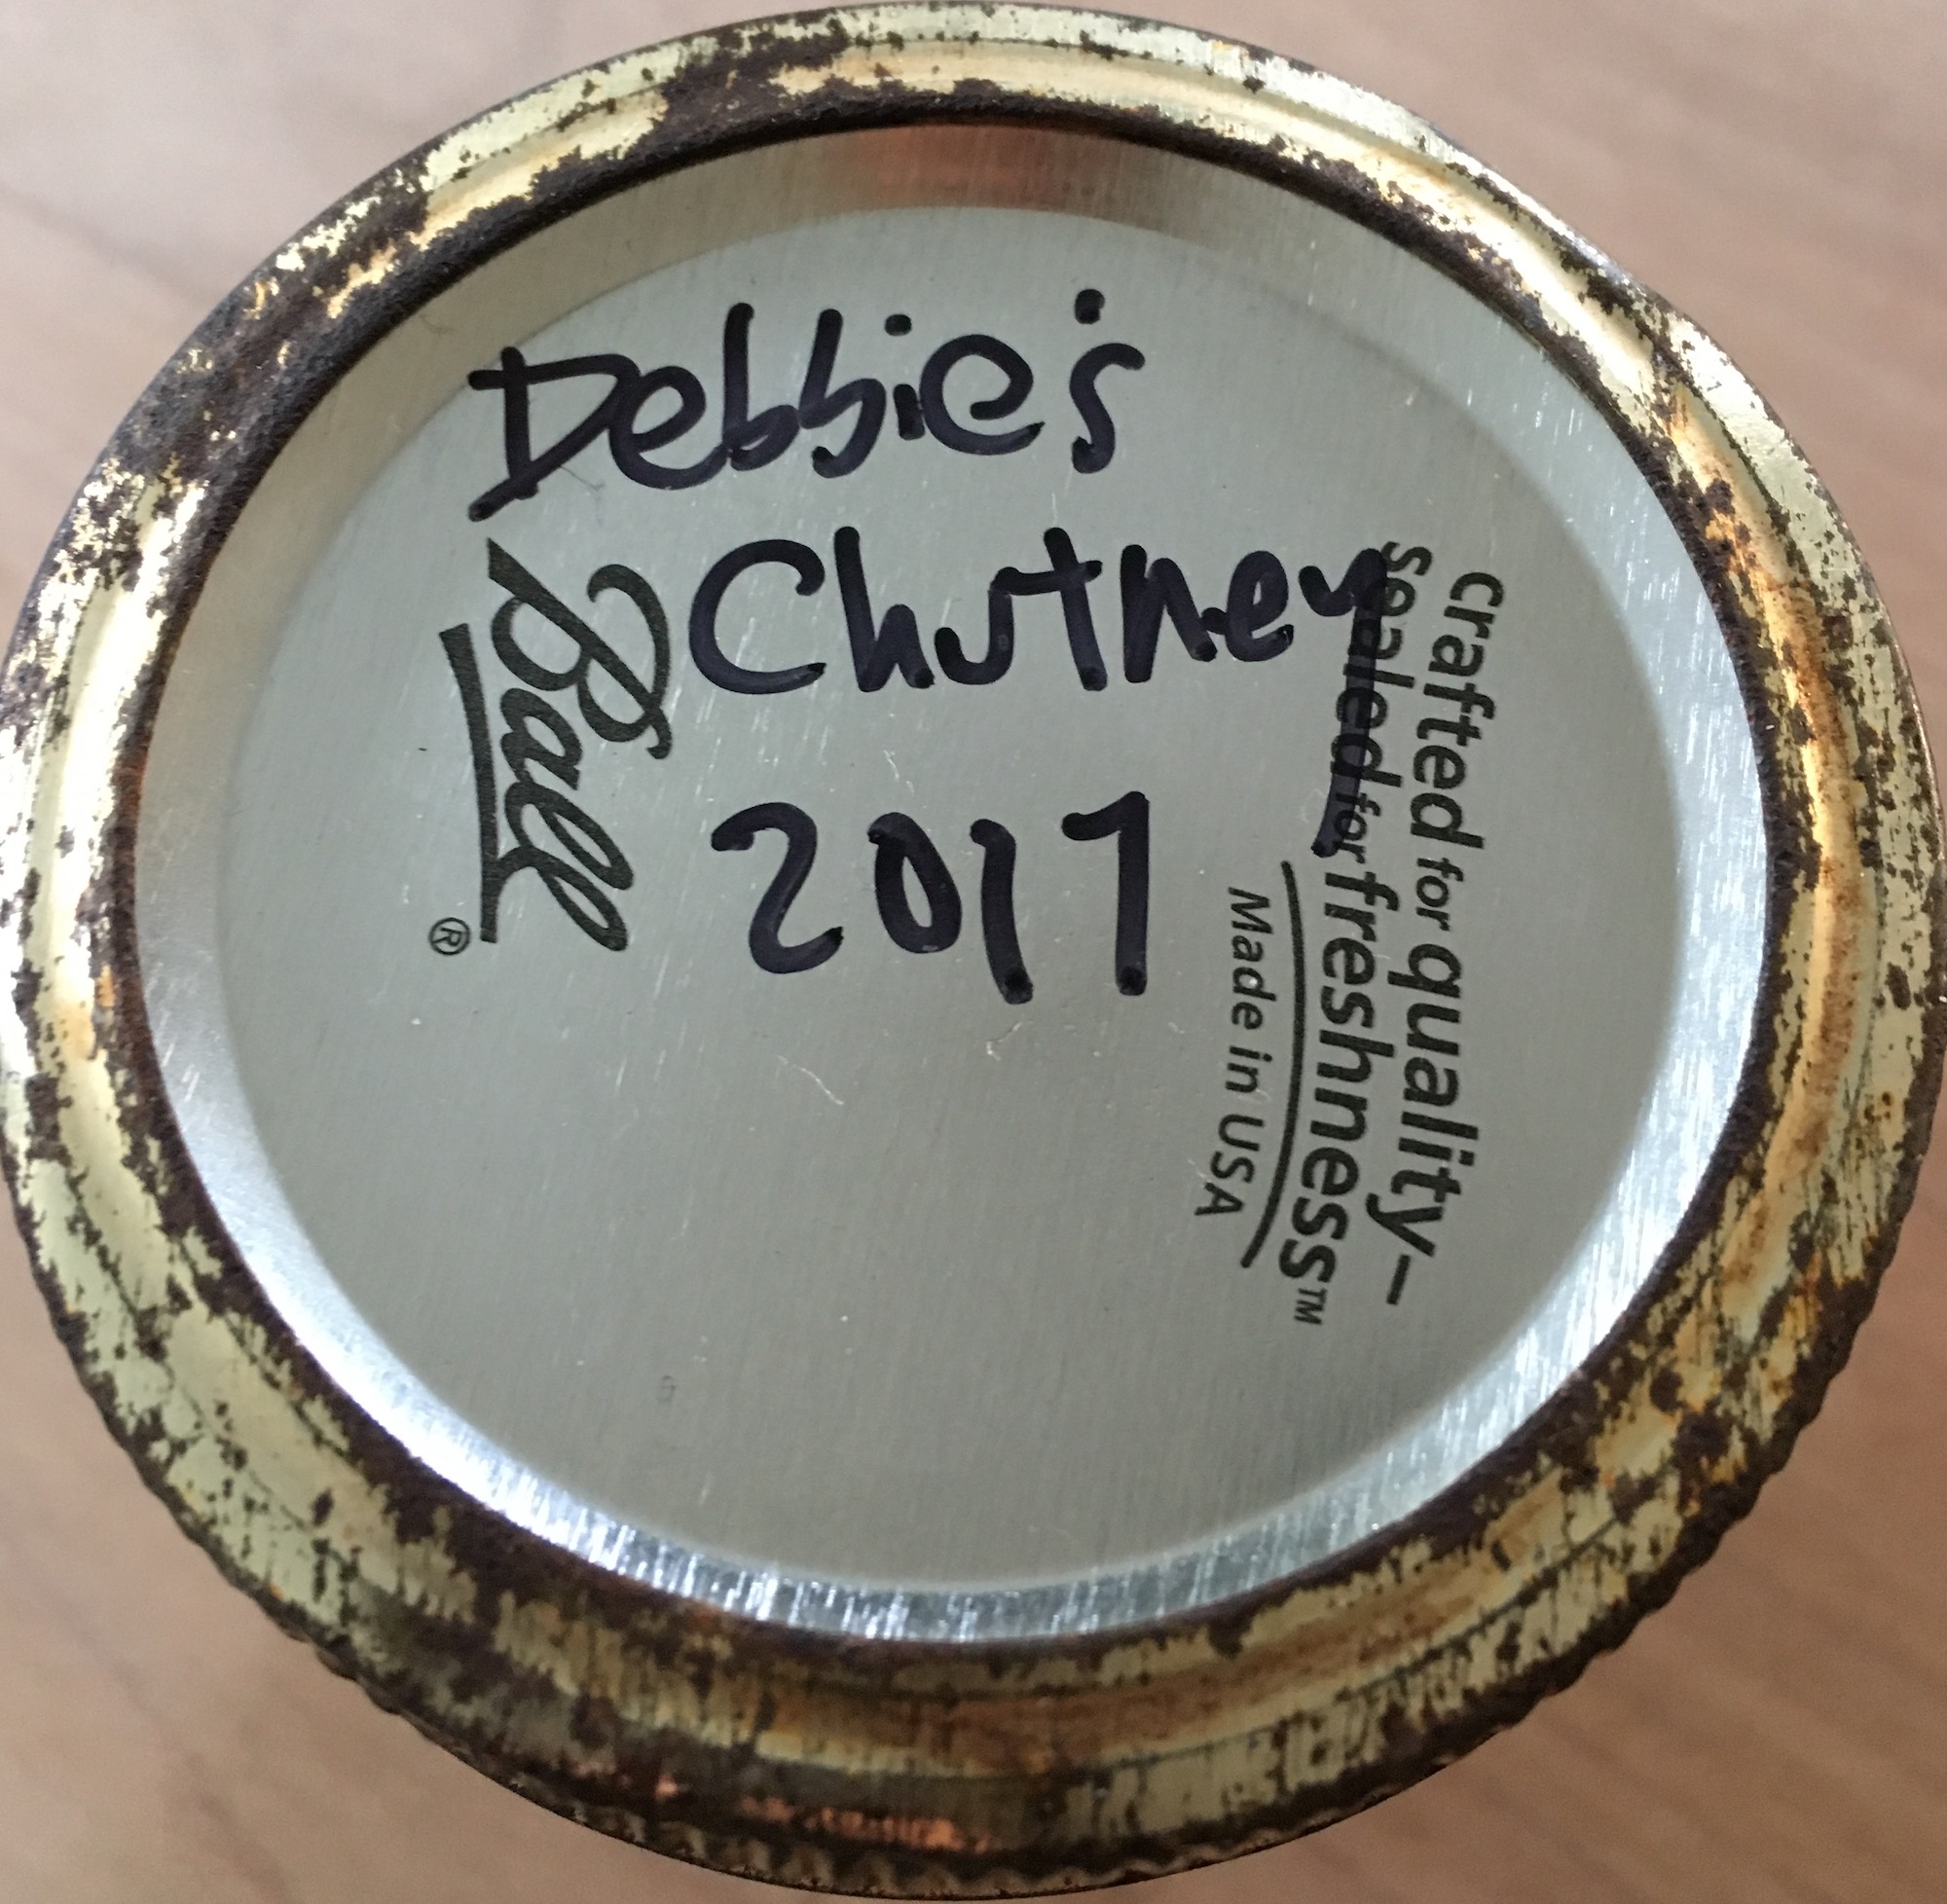 Debbie's
Chutney
2017
Ball®
crafted for quality–
sealed for freshness™
Made in USA